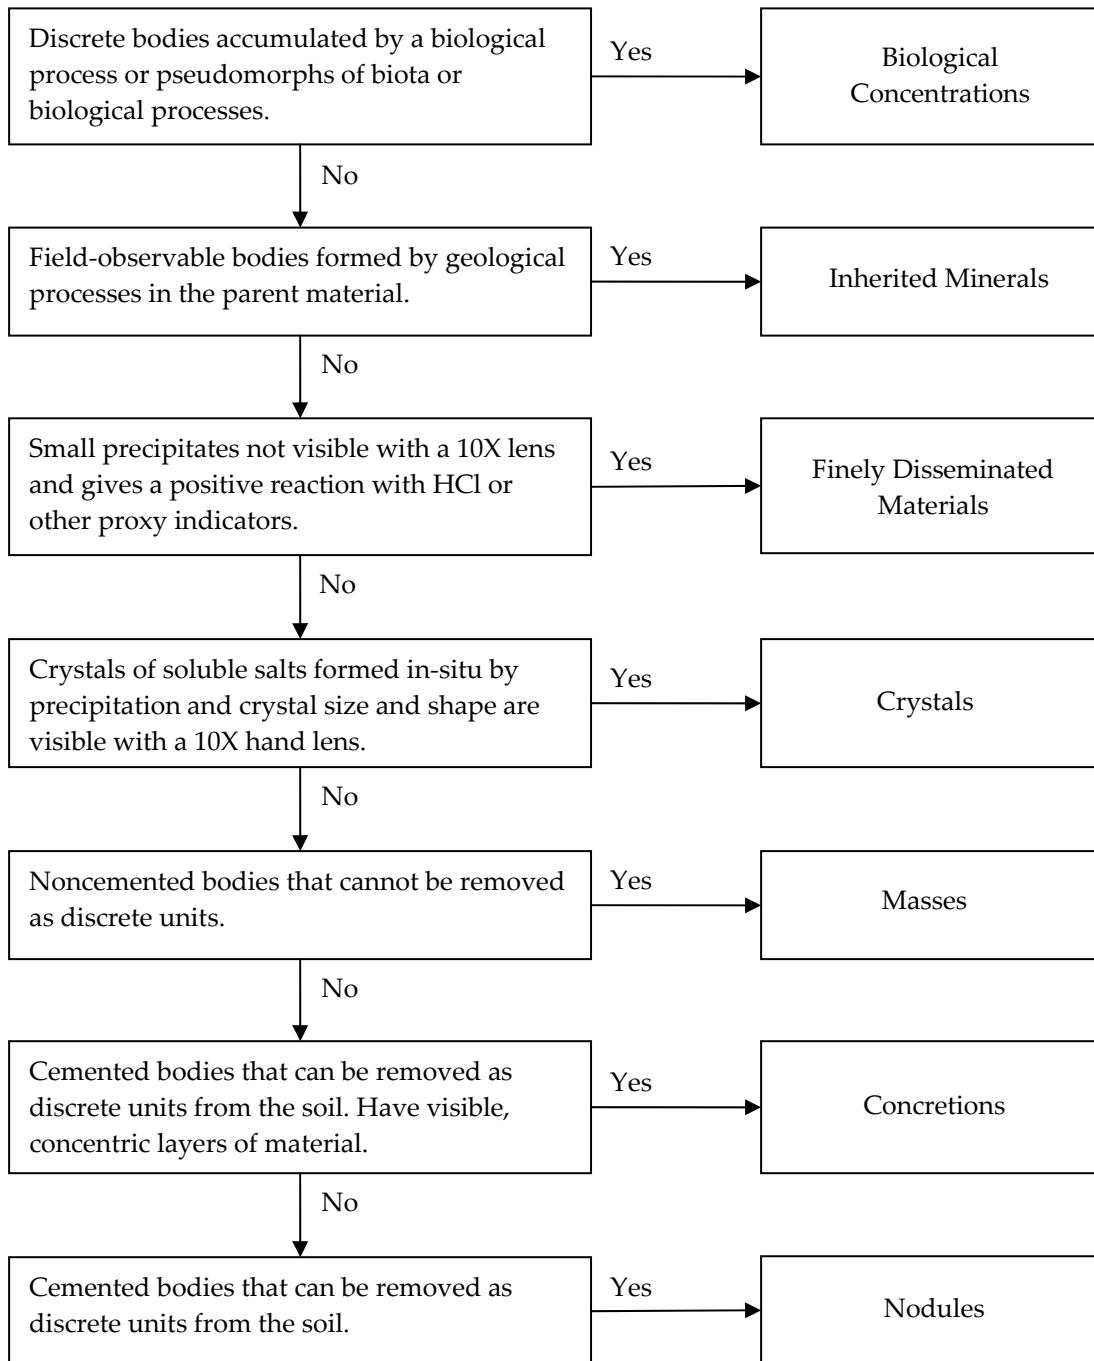 Discrete bodies accumulated by a biological
process or pseudomorphs of biota or
biological processes.
Yes
Biological
Concentrations
No
Field-observable bodies formed by geological
processes in the parent material.
Yes
Inherited Minerals
No
Small precipitates not visible with a 10X lens
and gives a positive reaction with HCl or
other proxy indicators.
Yes
Finely Disseminated
Materials
No
Crystals of soluble salts formed in-situ by
precipitation and crystal size and shape are
visible with a 10X hand lens.
Yes
Crystals
No
Noncemented bodies that cannot be removed
as discrete units.
Yes
Masses
No
Cemented bodies that can be removed as
discrete units from the soil. Have visible,
concentric layers of material.
Yes
Concretions
No
Cemented bodies that can be removed as
discrete units from the soil.
Yes
Nodules